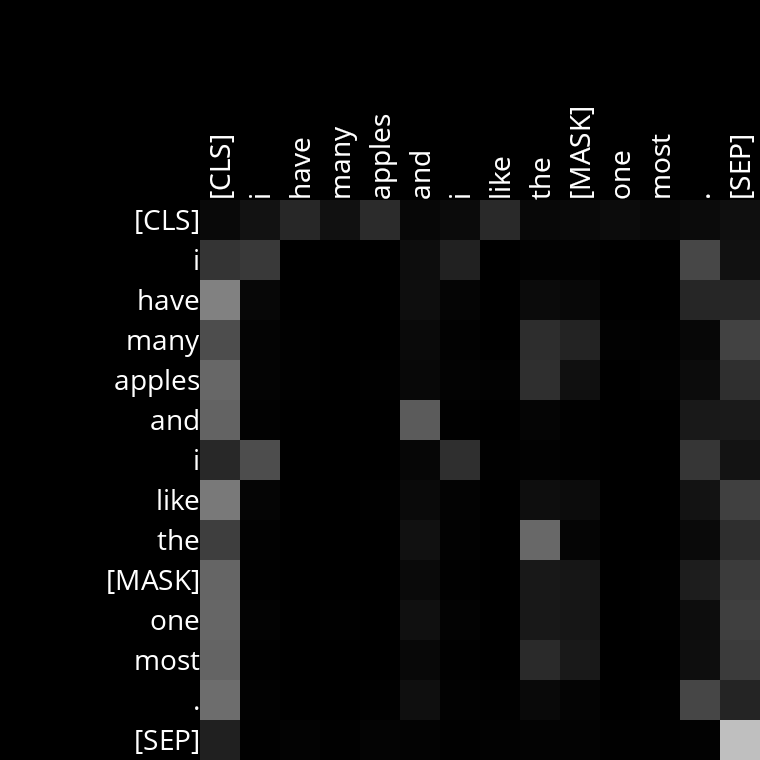 [CLS] i have many apples and i like the [MASK] one most . [SEP]
[CLS]
i
have
many
apples
and
i
like
the
[MASK]
one
most
.
[SEP]